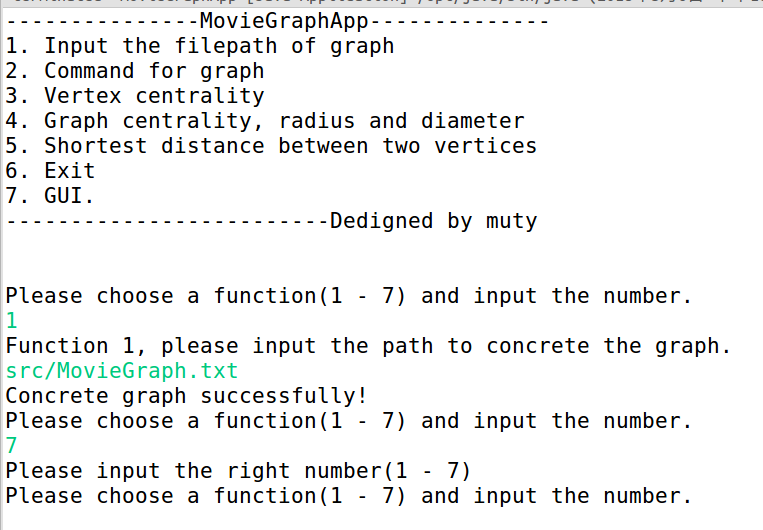 ---------------MovieGraphApp--------------
1. Input the filepath of graph
2. Command for graph
3. Vertex centrality
4. Graph centrality, radius and diameter
5. Shortest distance between two vertices
6. Exit
7. GUI.
-------------------------Dedigned by muty
Please choose a function(1 - 7) and input the number.
1
Function 1, please input the path to concrete the graph.
src/MovieGraph.txt
Concrete graph successfully!
Please choose a function(1 - 7) and input the number.
7
Please input the right number(1 - 7)
Please choose a function(1 - 7) and input the number.